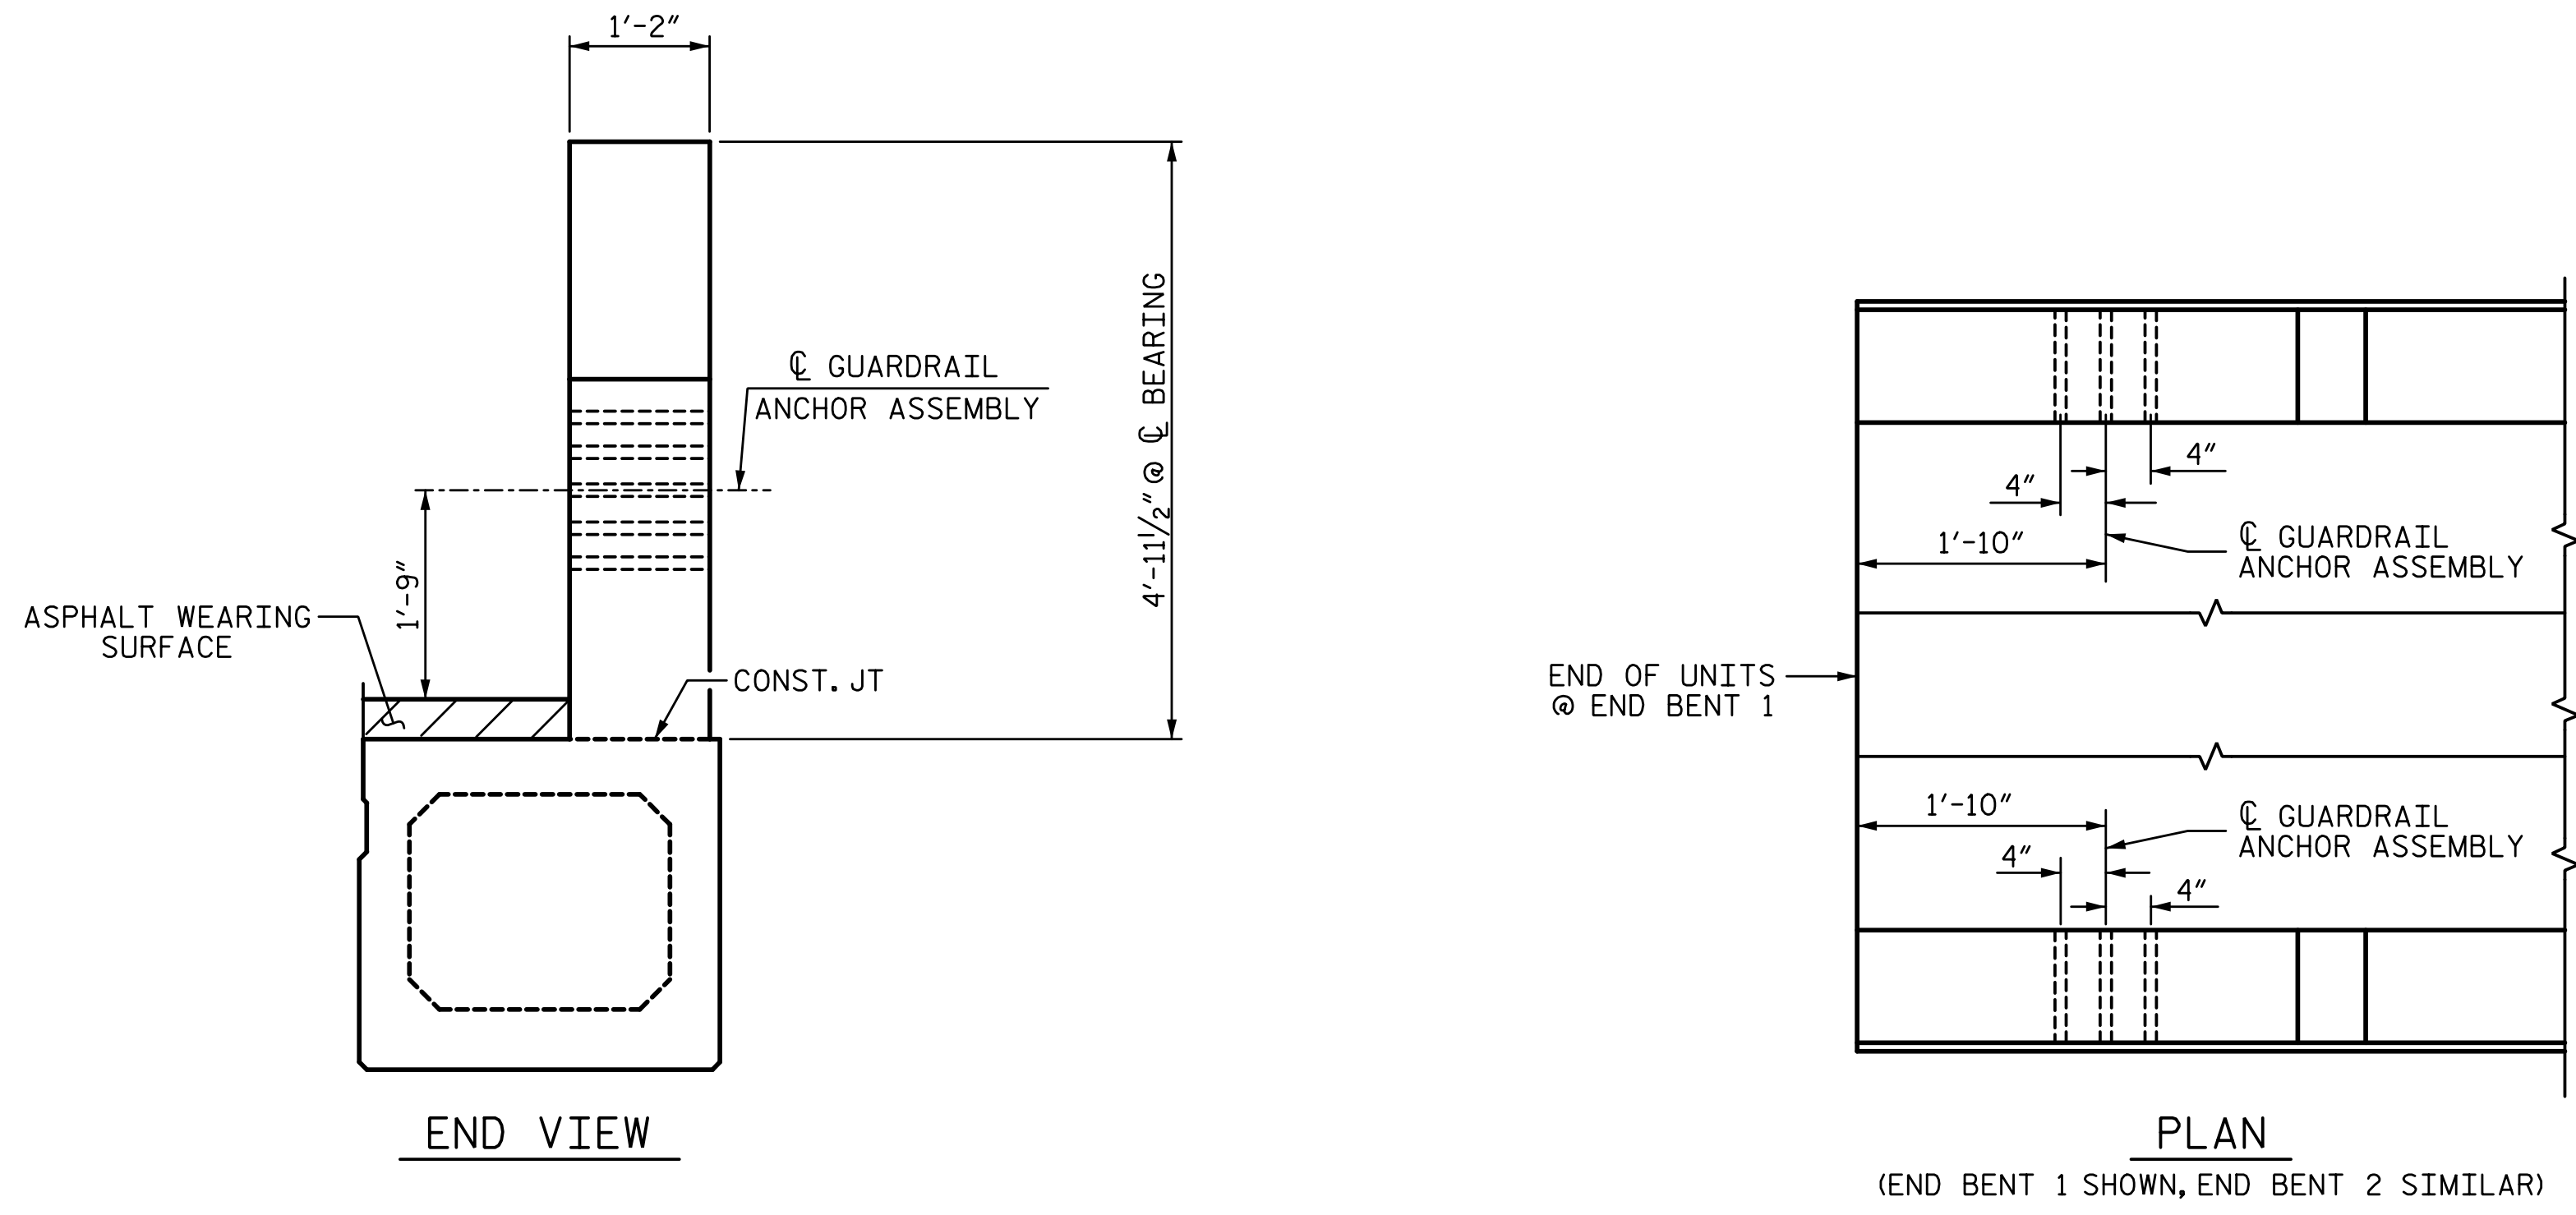 1'-2"
℄ GUARDRAIL
ANCHOR ASSEMBLY
4'-11 1/2" @ ℄ BEARING
1'-9"
ASPHALT WEARING
SURFACE
CONST. JT
END VIEW
4"
4"
1'-10"
℄ GUARDRAIL
ANCHOR ASSEMBLY
END OF UNITS
@ END BENT 1
1'-10"
℄ GUARDRAIL
ANCHOR ASSEMBLY
4"
4"
PLAN
(END BENT 1 SHOWN, END BENT 2 SIMILAR)